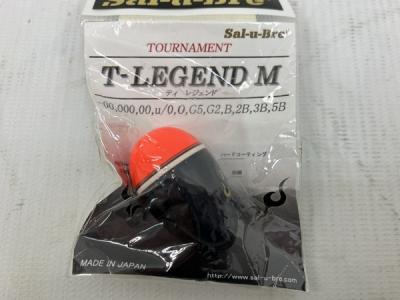 Sal-u-Bre
Sal-u-Bre
TOURNAMENT
T-LEGEND M
ティーレジェンド
00,000,00,u/0,O,G5,G2,B,2B,3B,5B
ハードコーティング
MADE IN JAPAN
http://www.sal-u-bre.com/